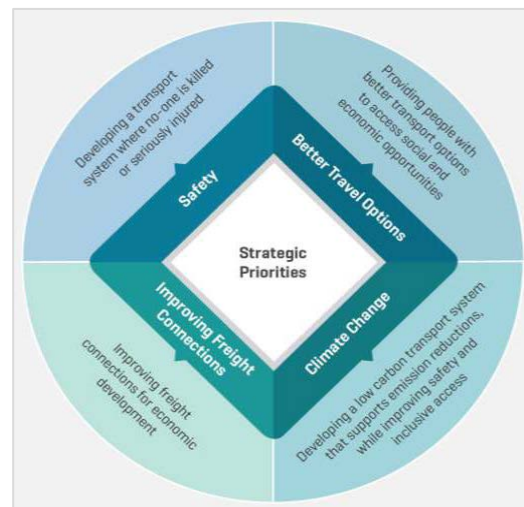 Developing a transport
system where no-one is killed
or seriously injured
Safety
Providing people with
better transport options
to access social and
economic opportunities
Better Travel Options
Strategic
Priorities
Improving Freight
Connections
Improving freight
connections for economic
development
Climate Change
Developing a low carbon transport system
that supports emission reductions,
while improving safety and
inclusive access